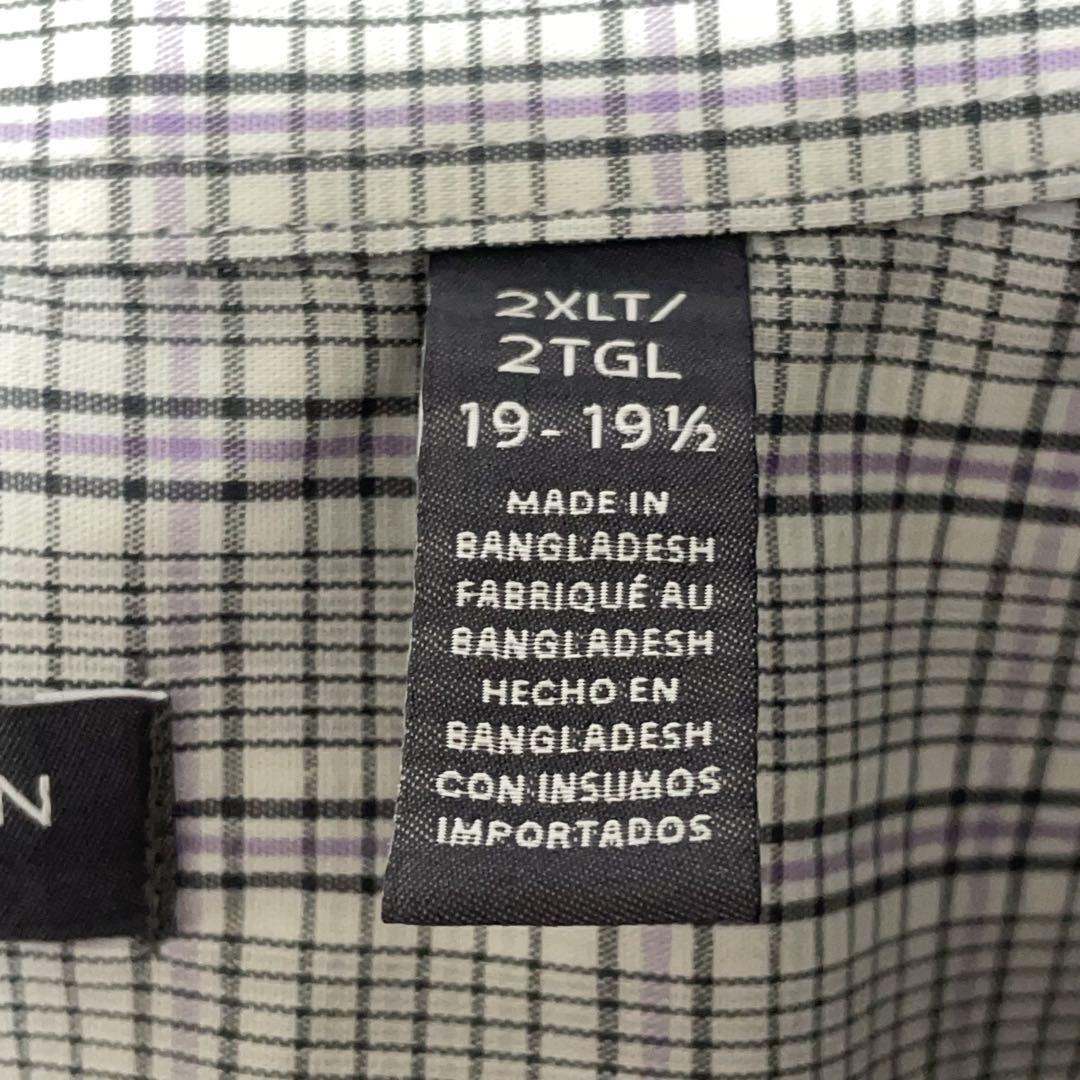 2XLT/
2TGL
19 - 19½
MADE IN
BANGLADESH
FABRIQUÉ AU
BANGLADESH
HECHO EN
BANGLADESH
CON INSUMOS
IMPORTADOS
N